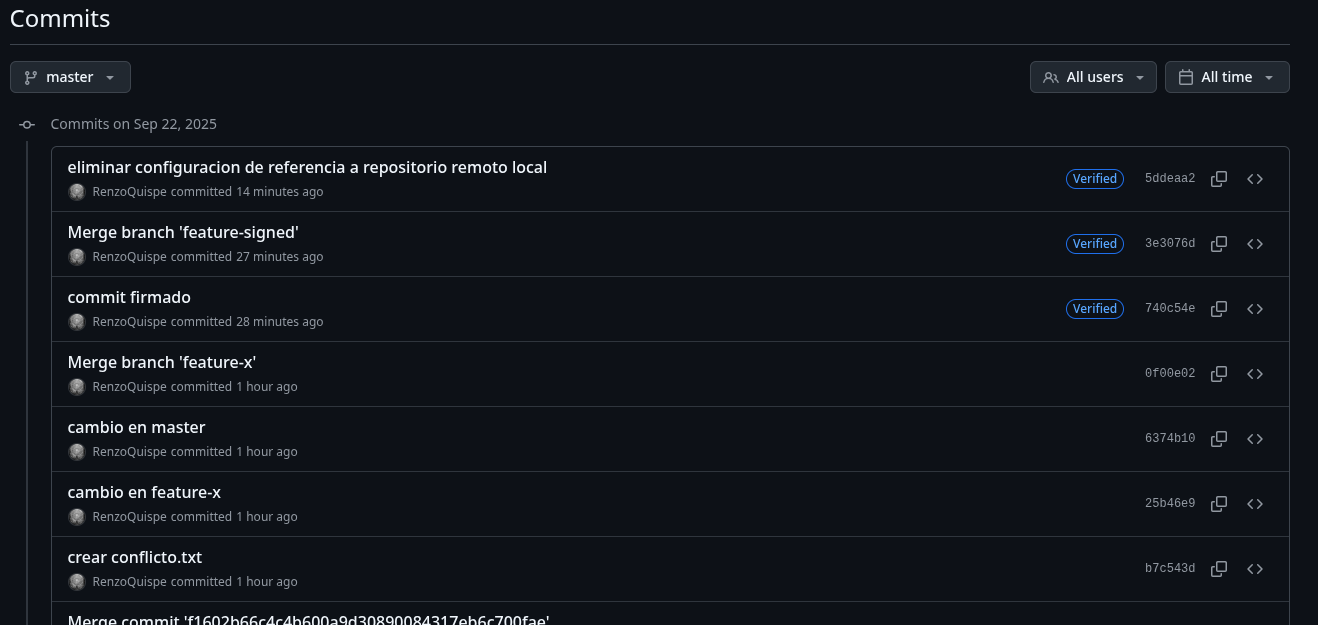 Commits
master
All users
All time
Commits on Sep 22, 2025
eliminar configuracion de referencia a repositorio remoto local
RenzoQuispe committed 14 minutes ago
Verified
5ddeaa2
Merge branch 'feature-signed'
RenzoQuispe committed 27 minutes ago
Verified
3e3076d
commit firmado
RenzoQuispe committed 28 minutes ago
Verified
740c54e
Merge branch 'feature-x'
RenzoQuispe committed 1 hour ago
0f00e02
cambio en master
RenzoQuispe committed 1 hour ago
6374b10
cambio en feature-x
RenzoQuispe committed 1 hour ago
25b46e9
crear conflicto.txt
RenzoQuispe committed 1 hour ago
b7c543d
Merge commit 'f1602b66c4c4b600a9d30890084317eb6c700fae'